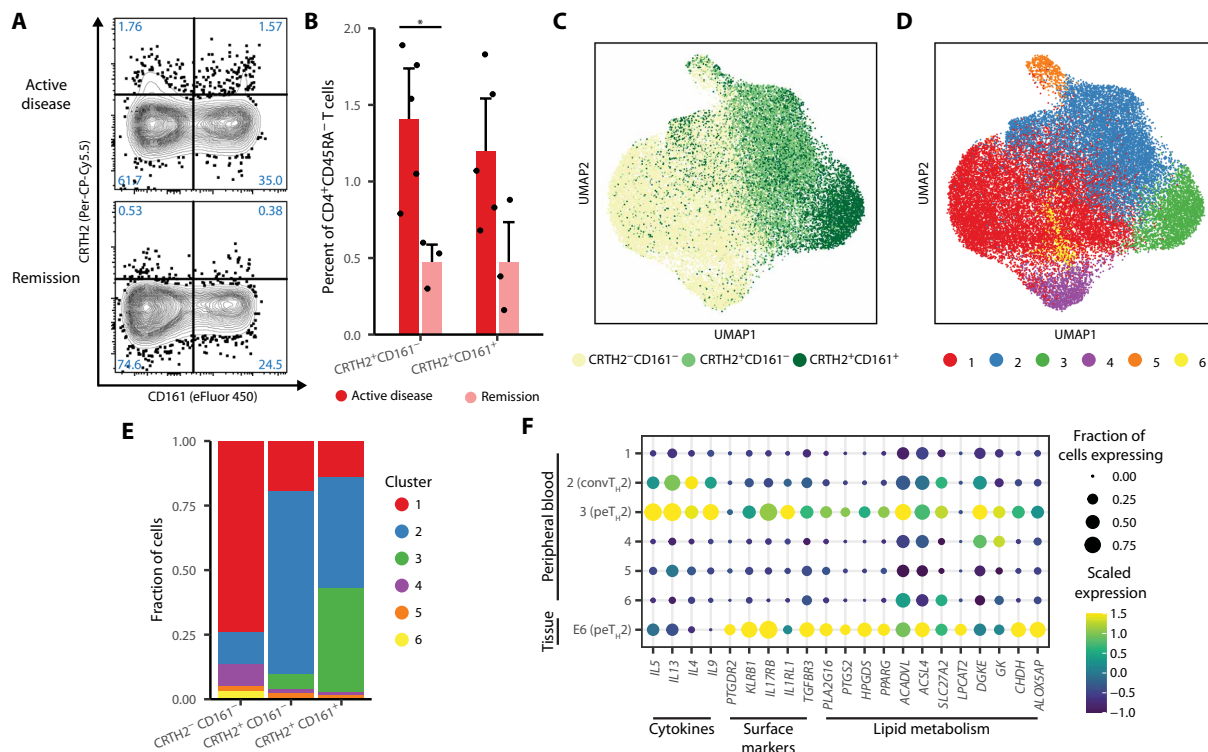 A
1.76
1.57
Active
disease
61.7
35.0
0.53
0.38
Remission
74.6
24.5
CRTH2 (Per-CP-Cy5.5)
CD161 (eFluor 450)
B
*
2.0
1.5
1.0
0.5
0.0
Percent of CD4⁺CD45RA⁻ T cells
CRTH2⁺CD161⁻
CRTH2⁺CD161⁺
Active disease
Remission
C
UMAP2
UMAP1
CRTH2⁻CD161⁻ CRTH2⁺CD161⁻ CRTH2⁺CD161⁺
D
UMAP2
UMAP1
1 2 3 4 5 6
E
1.00
0.75
0.50
0.25
0.00
Fraction of cells
CRTH2⁻ CD161⁻
CRTH2⁺ CD161⁻
CRTH2⁺ CD161⁺
Cluster
1
2
3
4
5
6
F
Peripheral blood
Tissue
1
2 (convTH2)
3 (peTH2)
4
5
6
E6 (peTH2)
IL5
IL13
IL4
IL9
PTGDR2
KLRB1
IL17RB
IL1RL1
TGFBR3
PLA2G16
PTGS2
HPGDS
PPARG
ACADVL
ACSL4
SLC27A2
LPCAT2
DGKE
GK
CHDH
ALOX5AP
Cytokines
Surface
markers
Lipid metabolism
Fraction of
cells expressing
0.00
0.25
0.50
0.75
Scaled
expression
1.5
1.0
0.5
0.0
−0.5
−1.0